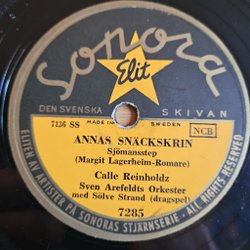 Sonora
Elit
DEN SVENSKA SKIVAN
7136 SS MADE IN SWEDEN NCB
ANNAS SNÄCKSKRIN
Sjömansstep
(Margit Lagerheim-Romare)
Calle Reinholdz
Sven Arefeldts Orkester
med Sölve Strand (dragspel)
7285
ELITEN AV ARTISTER PÅ SONORAS STJÄRNSERIE - ALL RIGHTS RESERVED